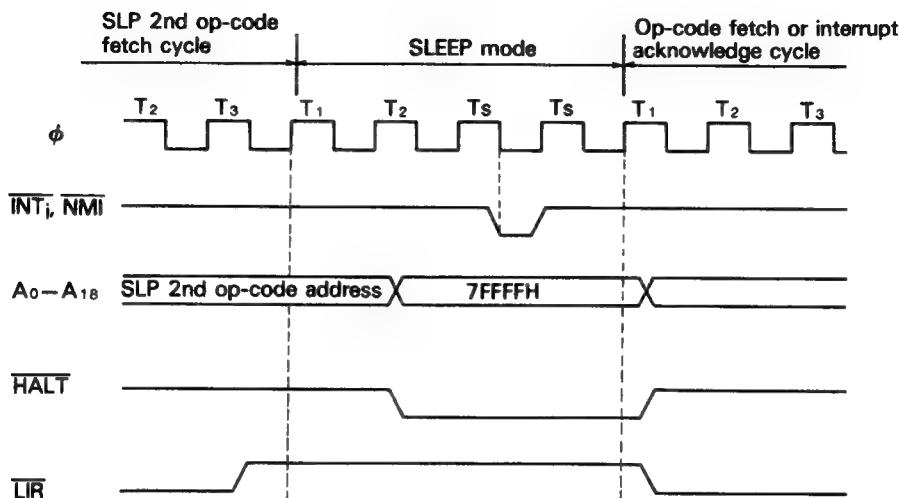 SLP 2nd op-code
fetch cycle
SLEEP mode
Op-code fetch or interrupt
acknowledge cycle
T2 T3 T1 T2 Ts Ts T1 T2 T3
ϕ
INTi, NMI
A0—A18
SLP 2nd op-code address
7FFFFH
HALT
LIR